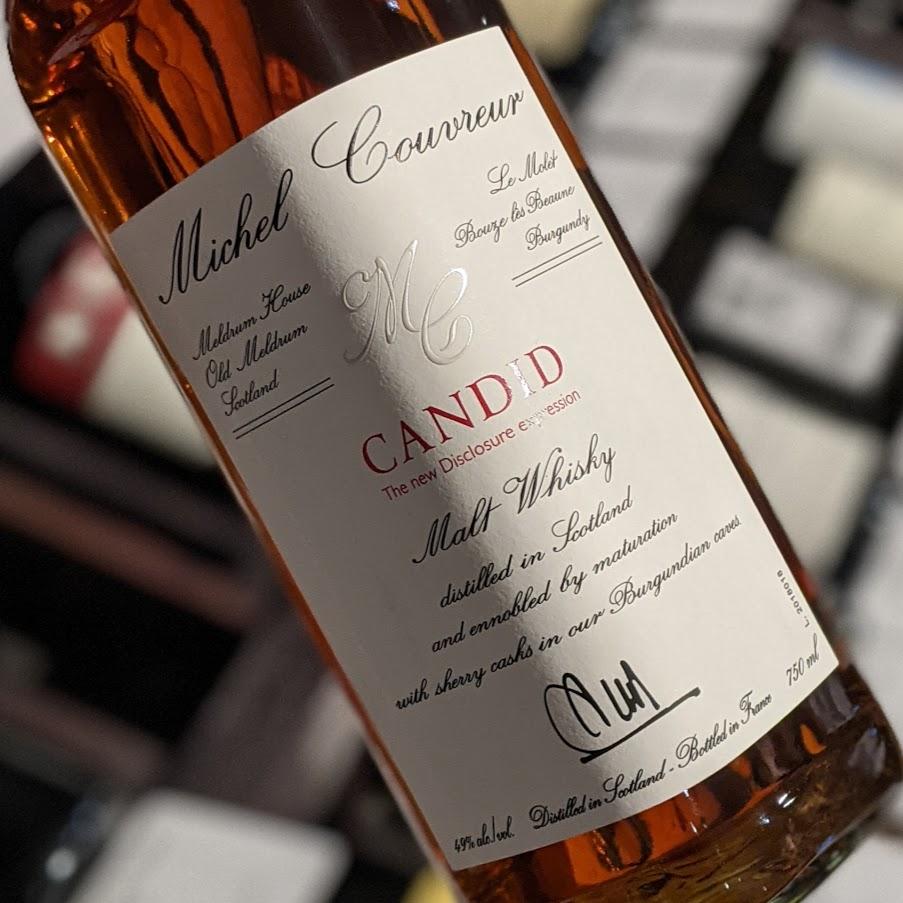 Michel Couvreur
Le Molet
Bouze lès Beaune
Burgundy
Meldrum House
Old Meldrum
Scotland
MC
CANDID
The new Disclosure expression
Malt Whisky
distilled in Scotland
and ennobled by maturation
with sherry casks in our Burgundian caves.
L. 2018018
49% alc/vol.
Distilled in Scotland - Bottled in France
750 ml